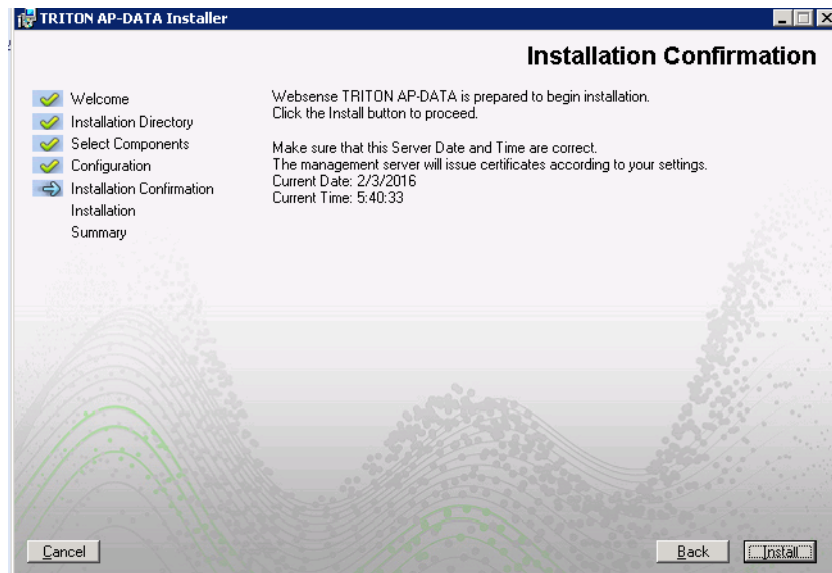 TRITON AP-DATA Installer
Installation Confirmation
Welcome
Installation Directory
Select Components
Configuration
Installation Confirmation
Installation
Summary
Websense TRITON AP-DATA is prepared to begin installation.
Click the Install button to proceed.
Make sure that this Server Date and Time are correct.
The management server will issue certificates according to your settings.
Current Date: 2/3/2016
Current Time: 5:40:33
Cancel
Back
Install